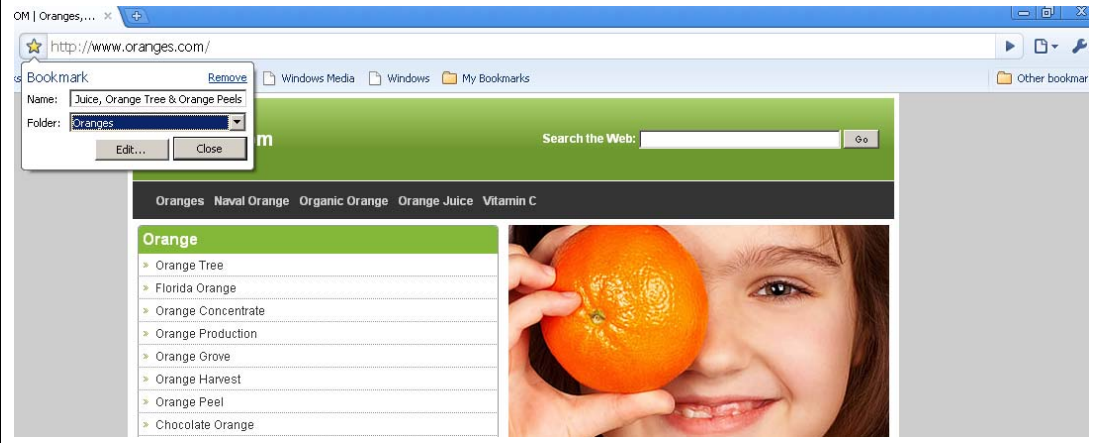 OM | Oranges,...
http://www.oranges.com/
Windows Media Windows My Bookmarks Other bookmar
Bookmark Remove
Name: Juice, Orange Tree & Orange Peels
Folder: Oranges
Edit... Close
m
Search the Web: Go
Oranges Naval Orange Organic Orange Orange Juice Vitamin C
Orange
» Orange Tree
» Florida Orange
» Orange Concentrate
» Orange Production
» Orange Grove
» Orange Harvest
» Orange Peel
» Chocolate Orange